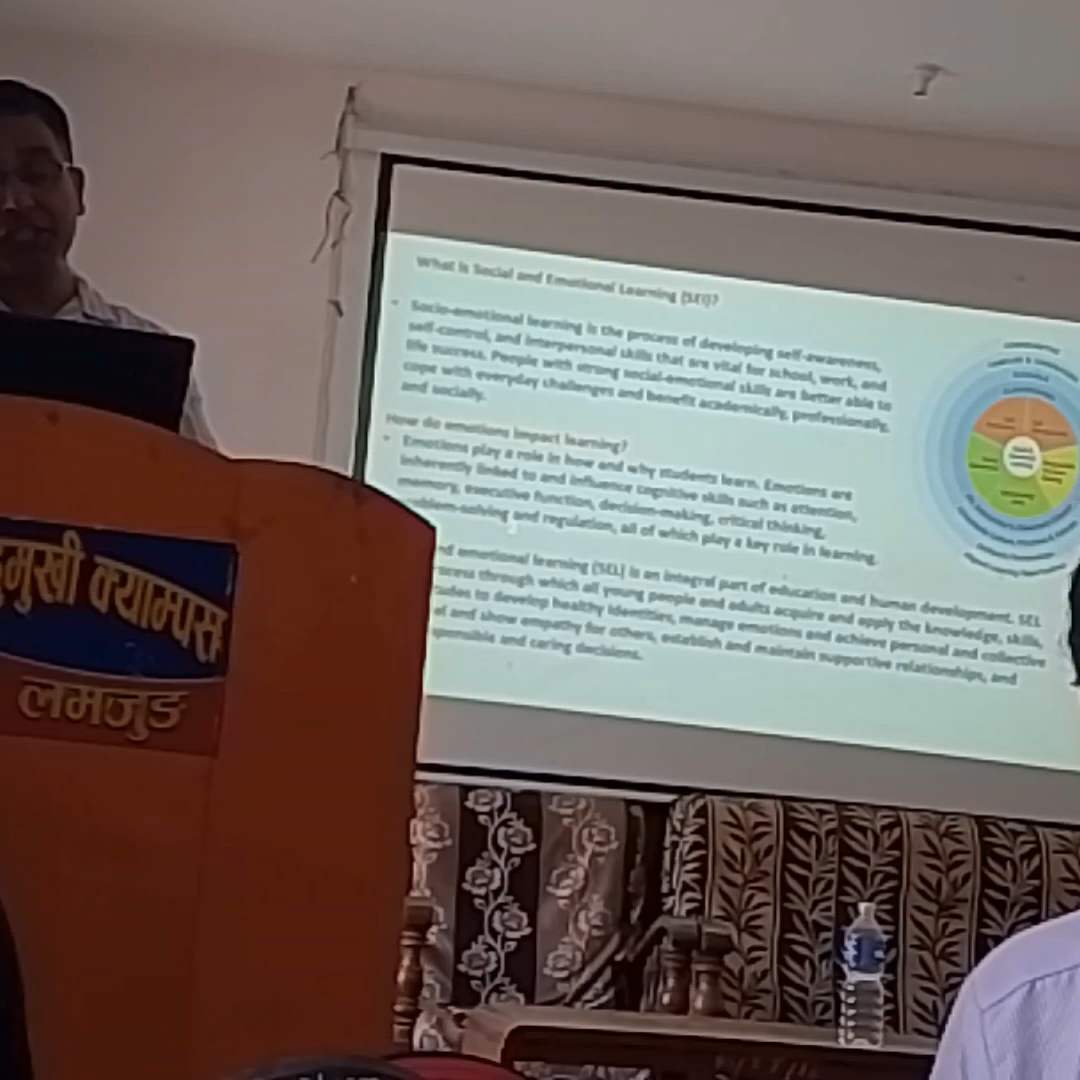 What is Social and Emotional Learning (SEl)?
• Socio-emotional learning is the process of developing self-awareness,
self-control, and interpersonal skills that are vital for school, work, and
life success. People with strong social-emotional skills are better able to
cope with everyday challenges and benefit academically, professionally,
and socially.
How do emotions impact learning?
• Emotions play a role in how and why students learn. Emotions are
inherently linked to and influence cognitive skills such as attention,
memory, executive function, decision-making, critical thinking,
and regulation, all of which play a key role in learning.
emotional learning (SEL) is an integral part of education and human development. SEL
through which all young people and adults acquire and apply the knowledge, skills,
to develop healthy identities, manage emotions and achieve personal and collective
and show empathy for others, establish and maintain supportive relationships, and
and caring decisions.
क्याम्पस
लमजुङ